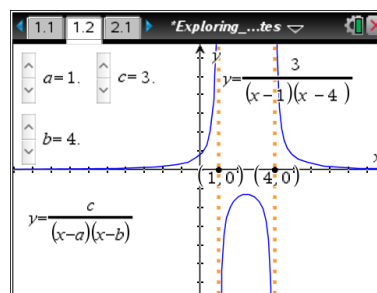 1.1 1.2 2.1 *Exploring_...tes
a=1. c=3.
y
y=3/((x-1)(x-4))
b=4.
x
(1,0) (4,0)
y=c/((x-a)(x-b))